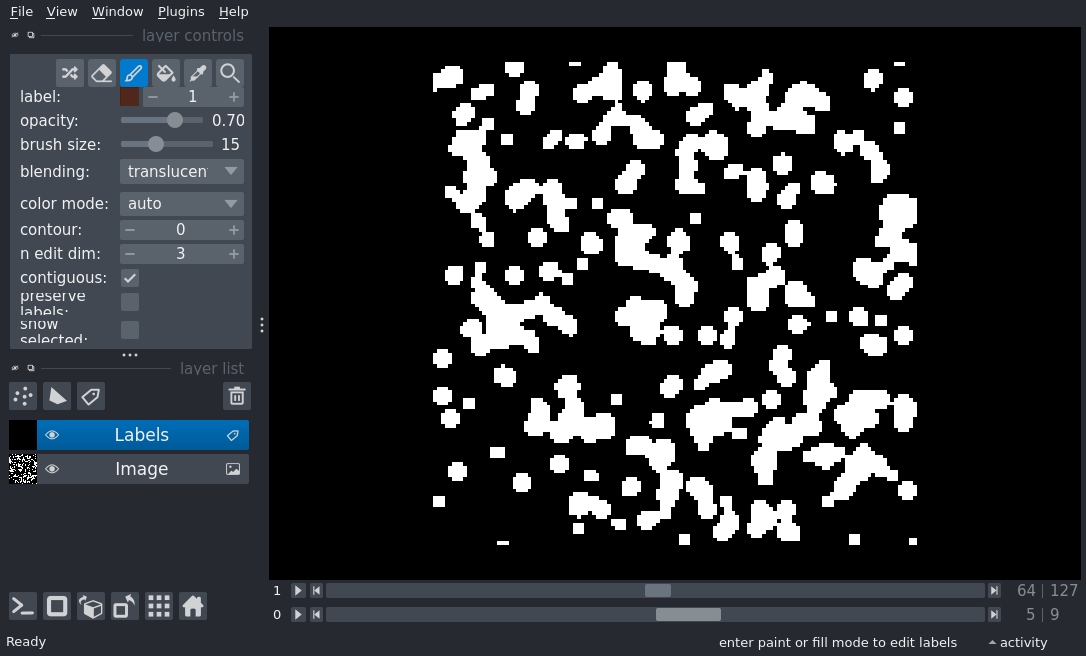 File View Window Plugins Help
layer controls
label: 1
opacity: 0.70
brush size: 15
blending: translucen
color mode: auto
contour: 0
n edit dim: 3
contiguous:
preserve
labels:
show
selected:
layer list
Labels
Image
1 64 | 127
0 5 | 9
Ready enter paint or fill mode to edit labels activity